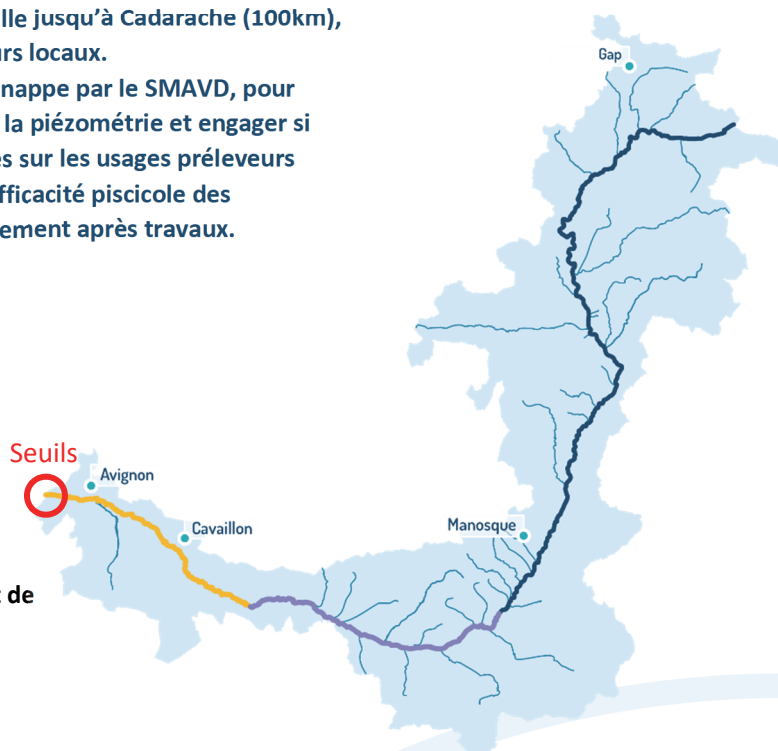 lle jusqu’à Cadarache (100km),
urs locaux.
nappe par le SMAVD, pour
la piézométrie et engager si
es sur les usages préleveurs
fficacité piscicole des
ement après travaux.
Gap
Seuils
Avignon
Cavaillon
Manosque
t de